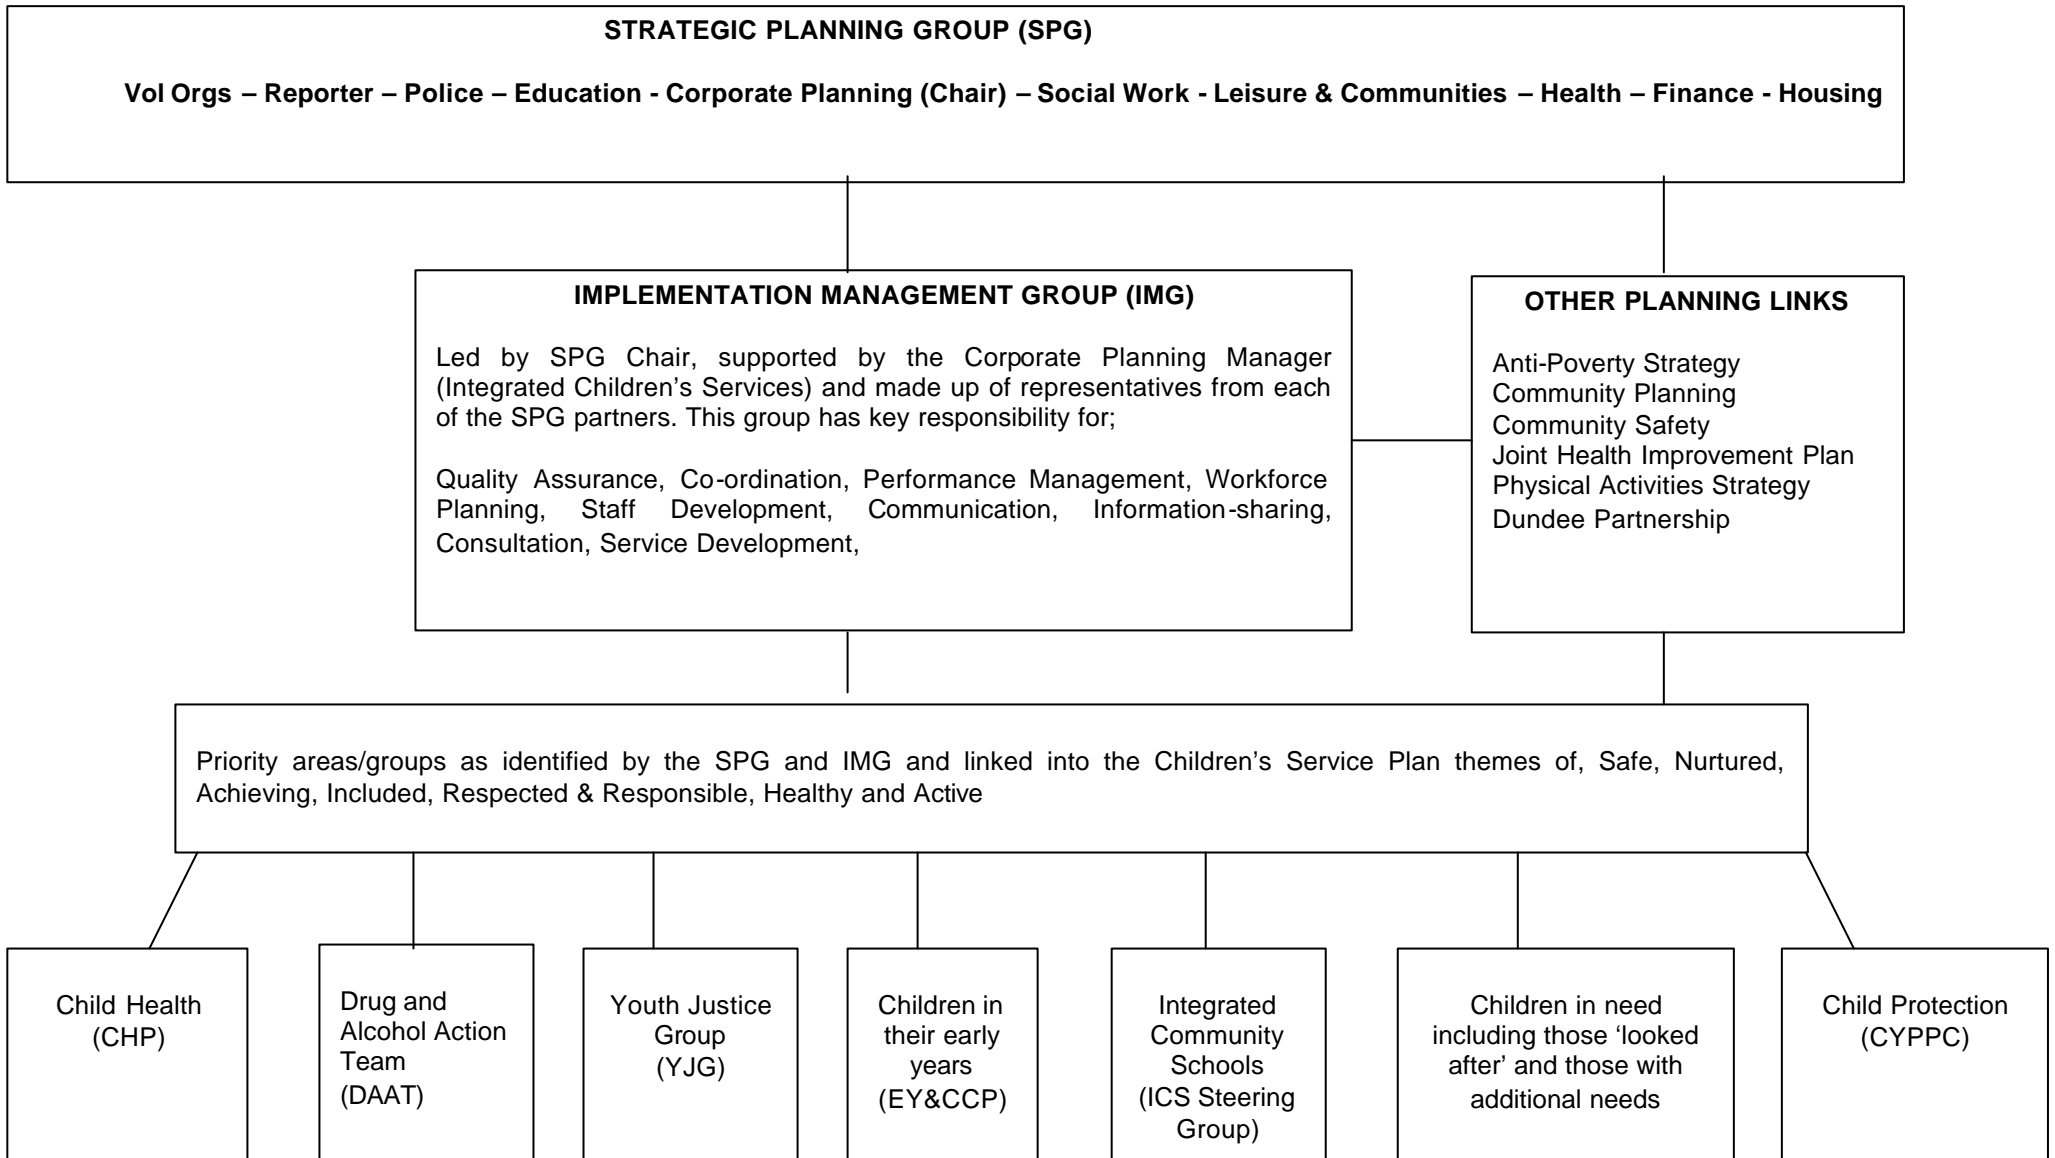 STRATEGIC PLANNING GROUP (SPG)
Vol Orgs – Reporter – Police – Education - Corporate Planning (Chair) – Social Work - Leisure & Communities – Health – Finance - Housing
IMPLEMENTATION MANAGEMENT GROUP (IMG)
Led by SPG Chair, supported by the Corporate Planning Manager
(Integrated Children’s Services) and made up of representatives from each
of the SPG partners. This group has key responsibility for;
Quality Assurance, Co-ordination, Performance Management, Workforce
Planning, Staff Development, Communication, Information-sharing,
Consultation, Service Development,
OTHER PLANNING LINKS
Anti-Poverty Strategy
Community Planning
Community Safety
Joint Health Improvement Plan
Physical Activities Strategy
Dundee Partnership
Priority areas/groups as identified by the SPG and IMG and linked into the Children’s Service Plan themes of, Safe, Nurtured,
Achieving, Included, Respected & Responsible, Healthy and Active
Child Health
(CHP)
Drug and
Alcohol Action
Team
(DAAT)
Youth Justice
Group
(YJG)
Children in
their early
years
(EY&CCP)
Integrated
Community
Schools
(ICS Steering
Group)
Children in need
including those ‘looked
after’ and those with
additional needs
Child Protection
(CYPPC)